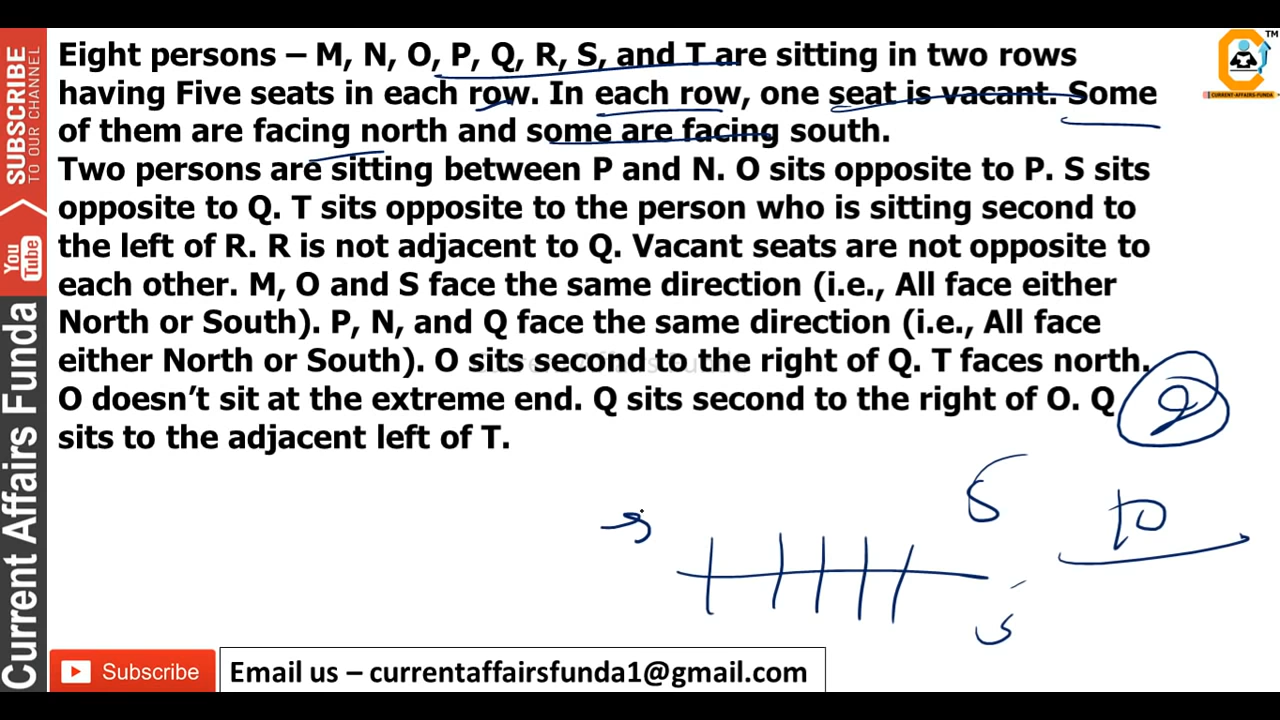 Eight persons – M, N, O, P, Q, R, S, and T are sitting in two rows
having Five seats in each row. In each row, one seat is vacant. Some
of them are facing north and some are facing south.
Two persons are sitting between P and N. O sits opposite to P. S sits
opposite to Q. T sits opposite to the person who is sitting second to
the left of R. R is not adjacent to Q. Vacant seats are not opposite to
each other. M, O and S face the same direction (i.e., All face either
North or South). P, N, and Q face the same direction (i.e., All face
either North or South). O sits second to the right of Q. T faces north.
O doesn’t sit at the extreme end. Q sits second to the right of O. Q
sits to the adjacent left of T.
SUBSCRIBE
TO OUR CHANNEL
You
Tube
Current Affairs Funda
TM
CURRENT-AFFAIRS-FUNDA
10
Subscribe
Email us – currentaffairsfunda1@gmail.com